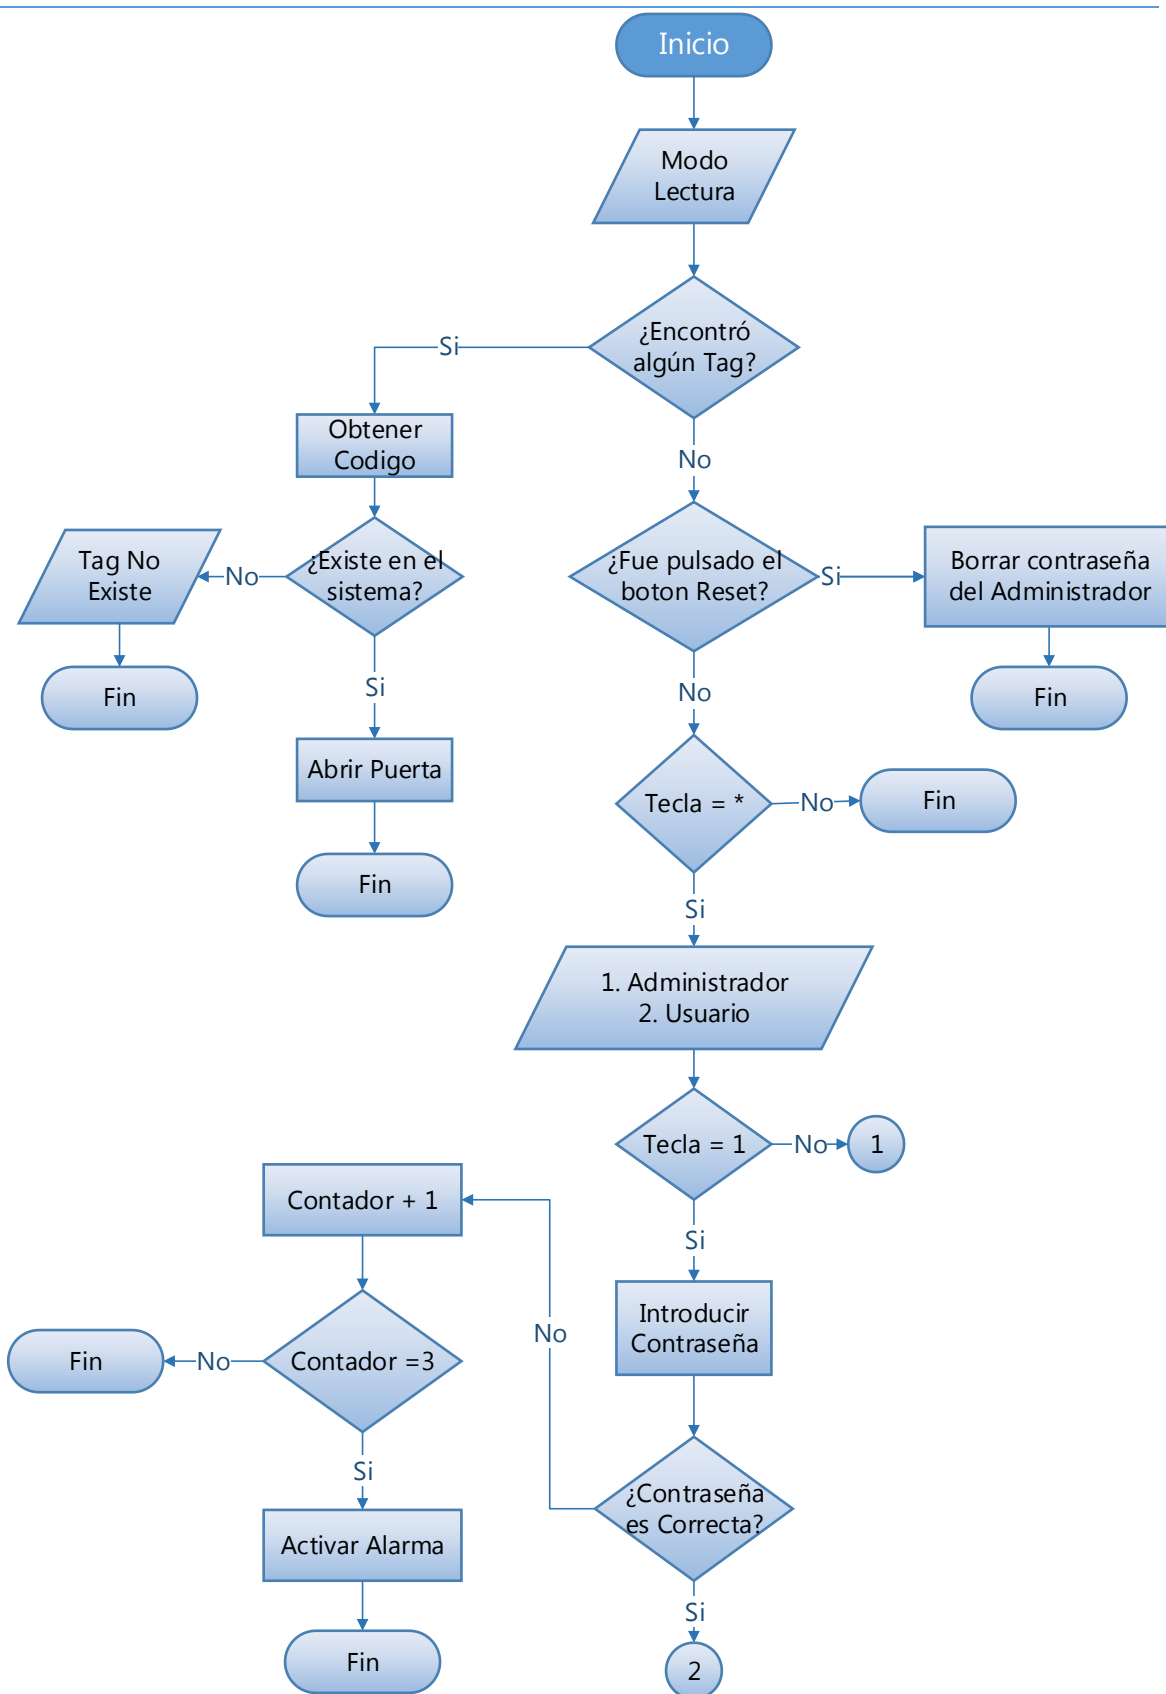 Inicio
Modo
Lectura
¿Encontró
algún Tag?
Si
No
Obtener
Codigo
¿Existe en el
sistema?
No
Tag No
Existe
Fin
Si
Abrir Puerta
Fin
¿Fue pulsado el
boton Reset?
Si
Borrar contraseña
del Administrador
Fin
No
Tecla = *
No
Fin
Si
1. Administrador
2. Usuario
Tecla = 1
No
1
Si
Introducir
Contraseña
¿Contraseña
es Correcta?
No
Contador + 1
Contador =3
No
Fin
Si
Activar Alarma
Fin
Si
2